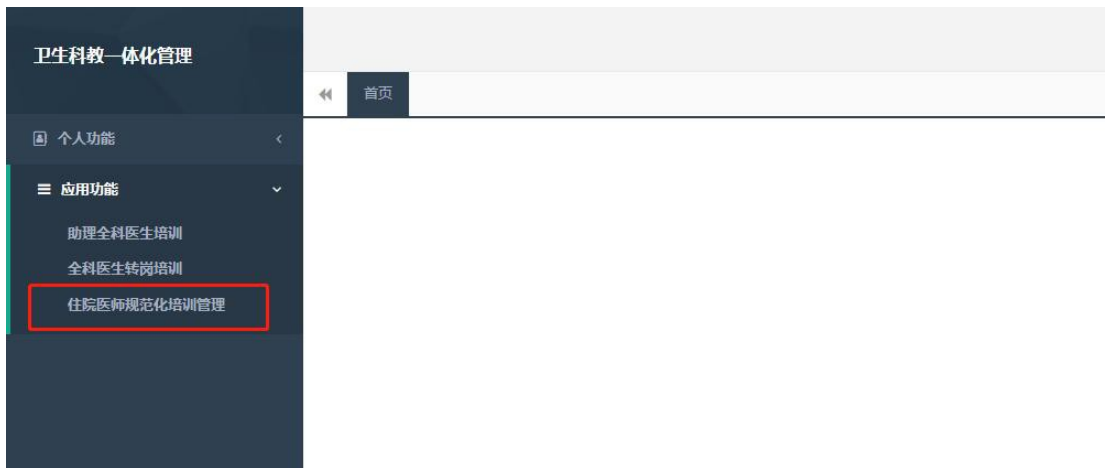 卫生科教一体化管理
首页
个人功能
应用功能
助理全科医生培训
全科医生转岗培训
住院医师规范化培训管理